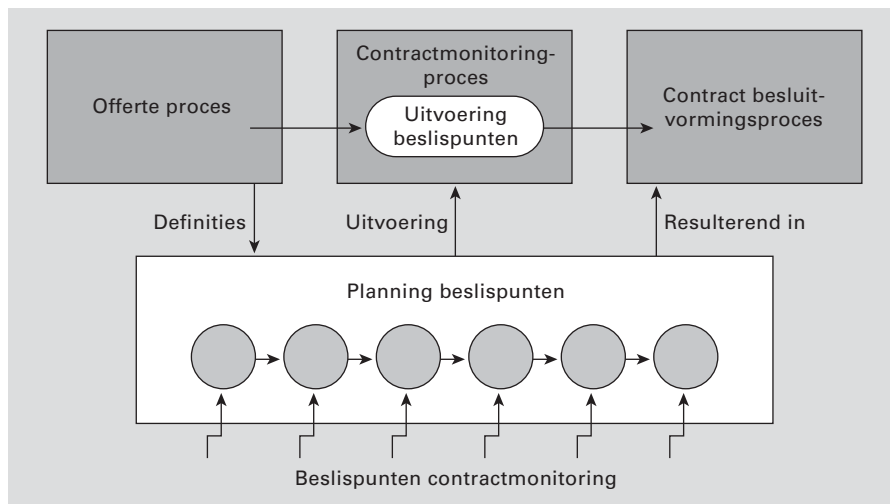 Offerte proces
Contractmonitoring-
proces
Uitvoering
beslispunten
Contract besluit-
vormingsproces
Definities
Uitvoering
Resulterend in
Planning beslispunten
Beslispunten contractmonitoring